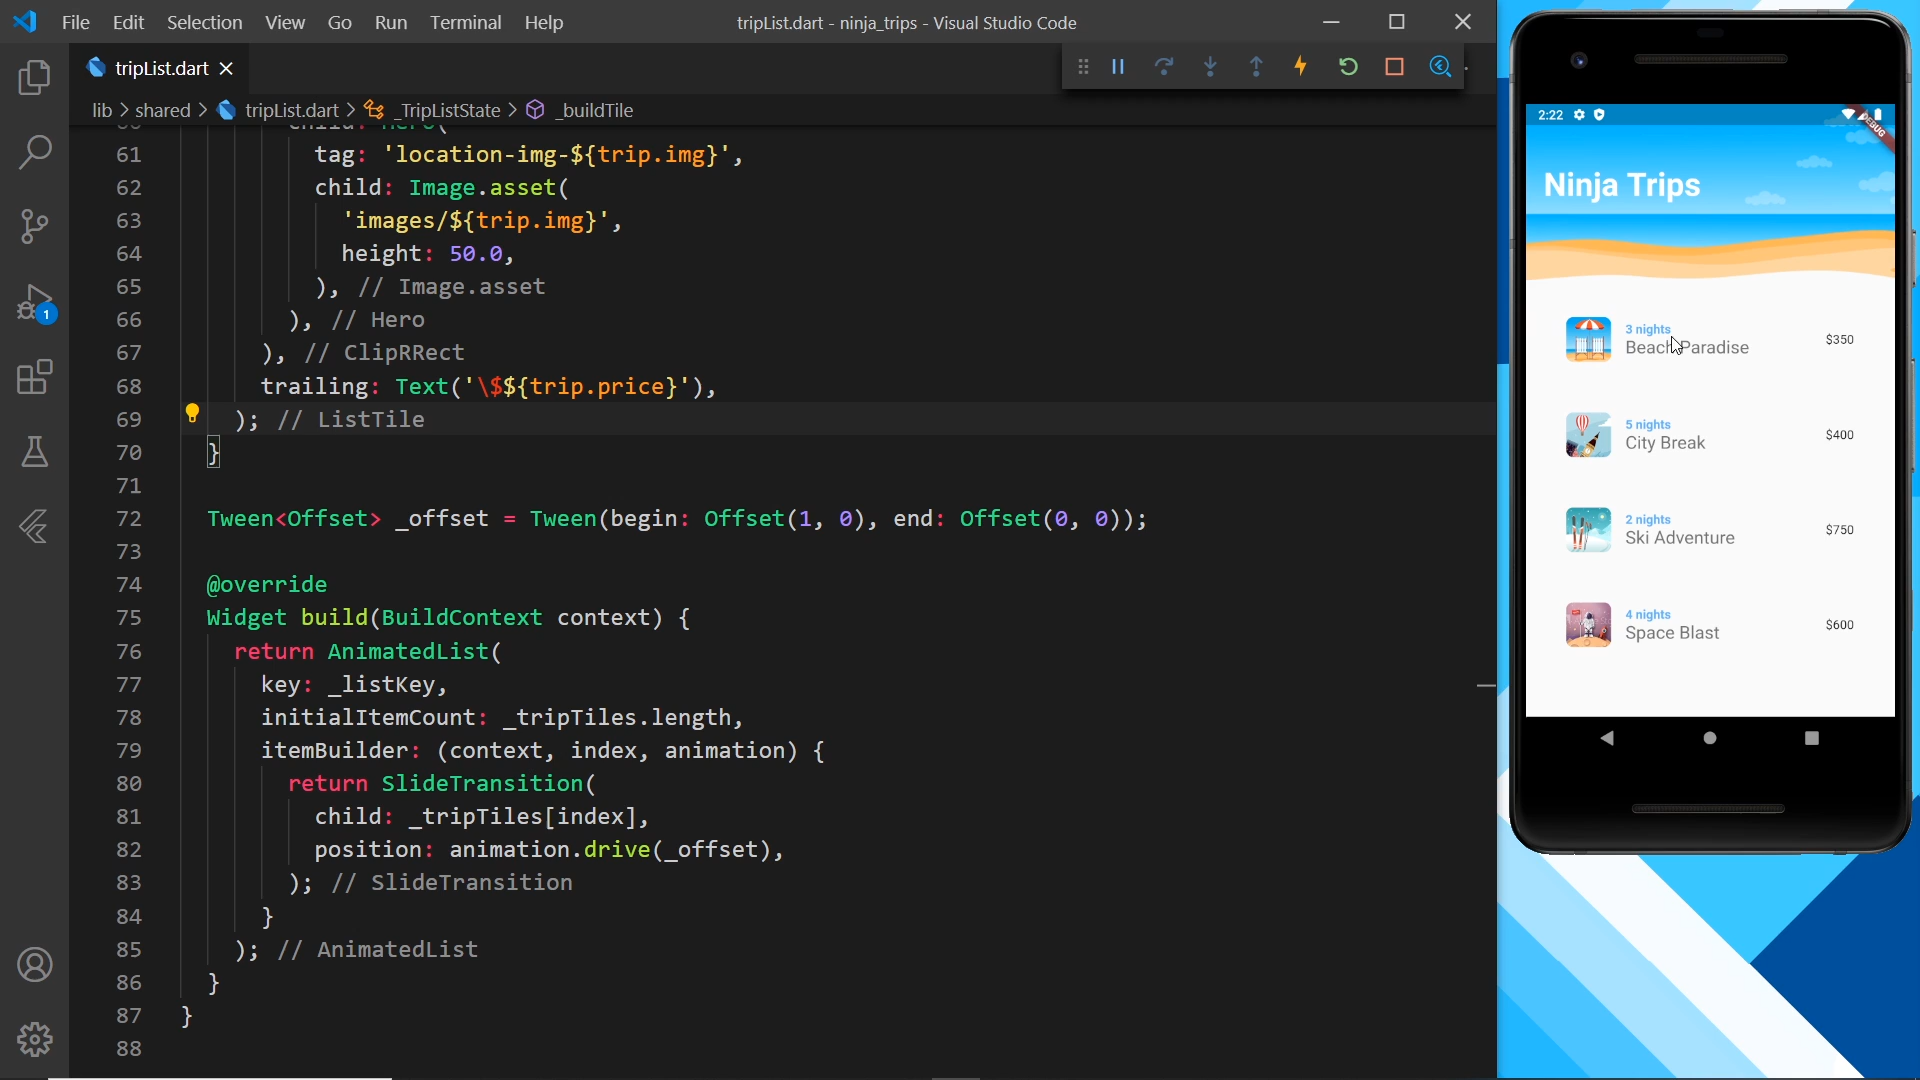 File Edit Selection View Go Run Terminal Help
tripList.dart - ninja_trips - Visual Studio Code
tripList.dart
lib > shared > tripList.dart > _TripListState > _buildTile
61 tag: 'location-img-${trip.img}',
62 child: Image.asset(
63 'images/${trip.img}',
64 height: 50.0,
65 ), // Image.asset
66 ), // Hero
67 ), // ClipRRect
68 trailing: Text('\$${trip.price}'),
69 ); // ListTile
70 }
71
72 Tween<Offset> _offset = Tween(begin: Offset(1, 0), end: Offset(0, 0));
73
74 @override
75 Widget build(BuildContext context) {
76 return AnimatedList(
77 key: _listKey,
78 initialItemCount: _tripTiles.length,
79 itemBuilder: (context, index, animation) {
80 return SlideTransition(
81 child: _tripTiles[index],
82 position: animation.drive(_offset),
83 ); // SlideTransition
84 }
85 ); // AnimatedList
86 }
87 }
88
1
2:22
DEBUG
Ninja Trips
3 nights
Beach Paradise
$350
5 nights
City Break
$400
2 nights
Ski Adventure
$750
4 nights
Space Blast
$600